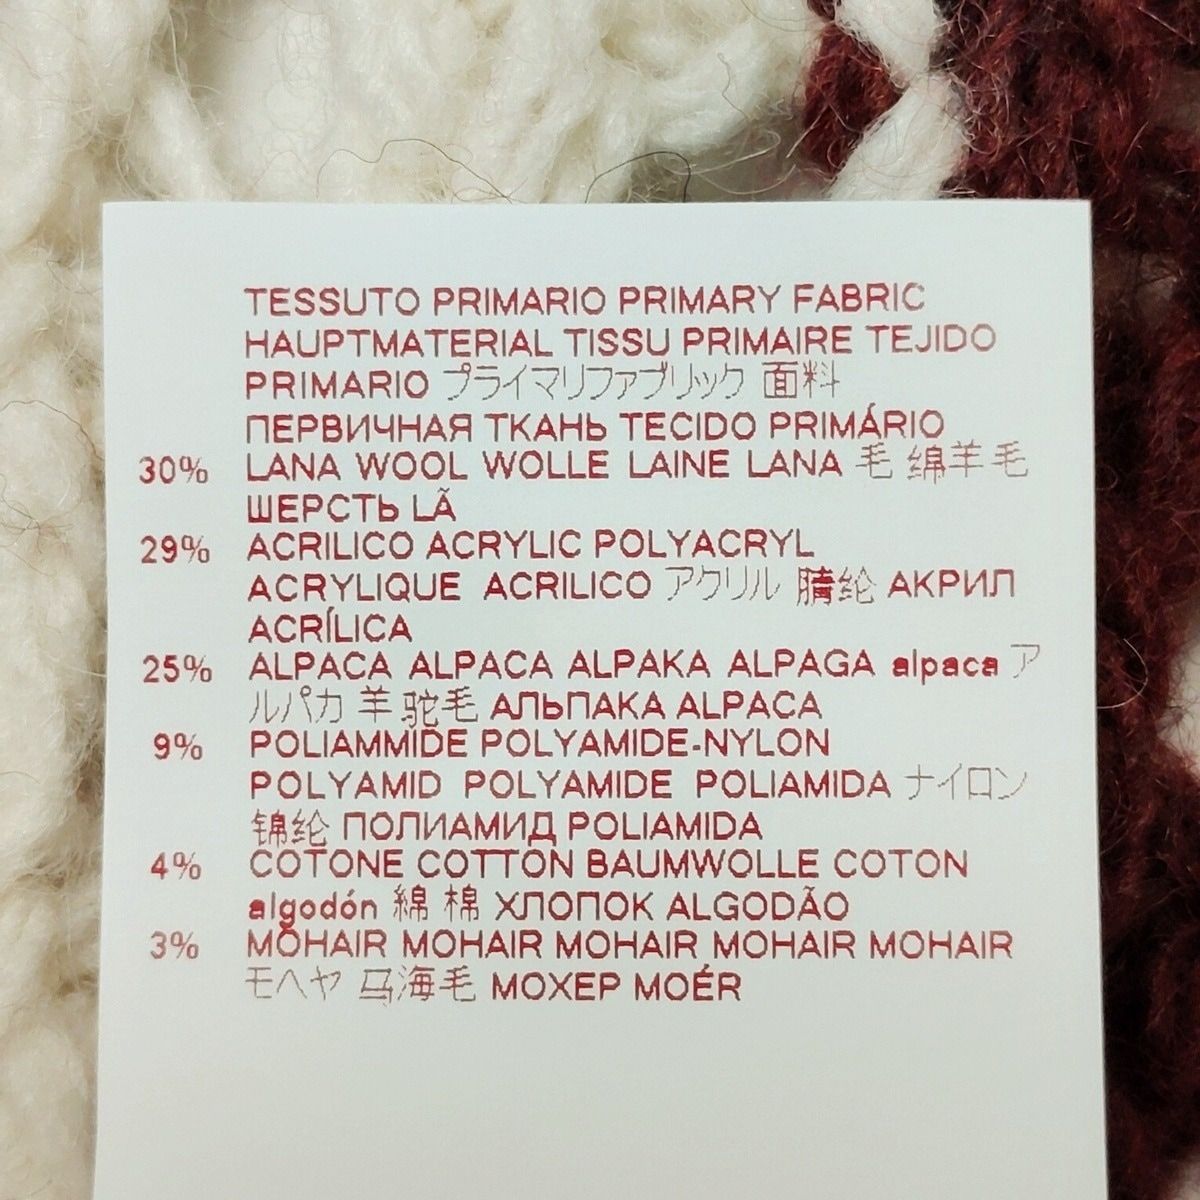 TESSUTO PRIMARIO PRIMARY FABRIC
HAUPTMATERIAL TISSU PRIMAIRE TEJIDO
PRIMARIO プライマリファブリック 面料
ПЕРВИЧНАЯ ТКАНЬ TECIDO PRIMÁRIO
30% LANA WOOL WOLLE LAINE LANA 毛 绵羊毛
ШЕРСТЬ LÃ
29% ACRILICO ACRYLIC POLYACRYL
ACRYLIQUE ACRILICO アクリル 腈纶 АКРИЛ
ACRÍLICA
25% ALPACA ALPACA ALPAKA ALPAGA alpaca ア
ルパカ 羊驼毛 АЛЬПАКА ALPACA
9% POLIAMMIDE POLYAMIDE-NYLON
POLYAMID POLYAMIDE POLIAMIDA ナイロン
锦纶 ПОЛИАМИД POLIAMIDA
4% COTONE COTTON BAUMWOLLE COTON
algodón 綿 棉 ХЛОПОК ALGODÃO
3% MOHAIR MOHAIR MOHAIR MOHAIR MOHAIR
モヘヤ 马海毛 МОХЕР MOÉR